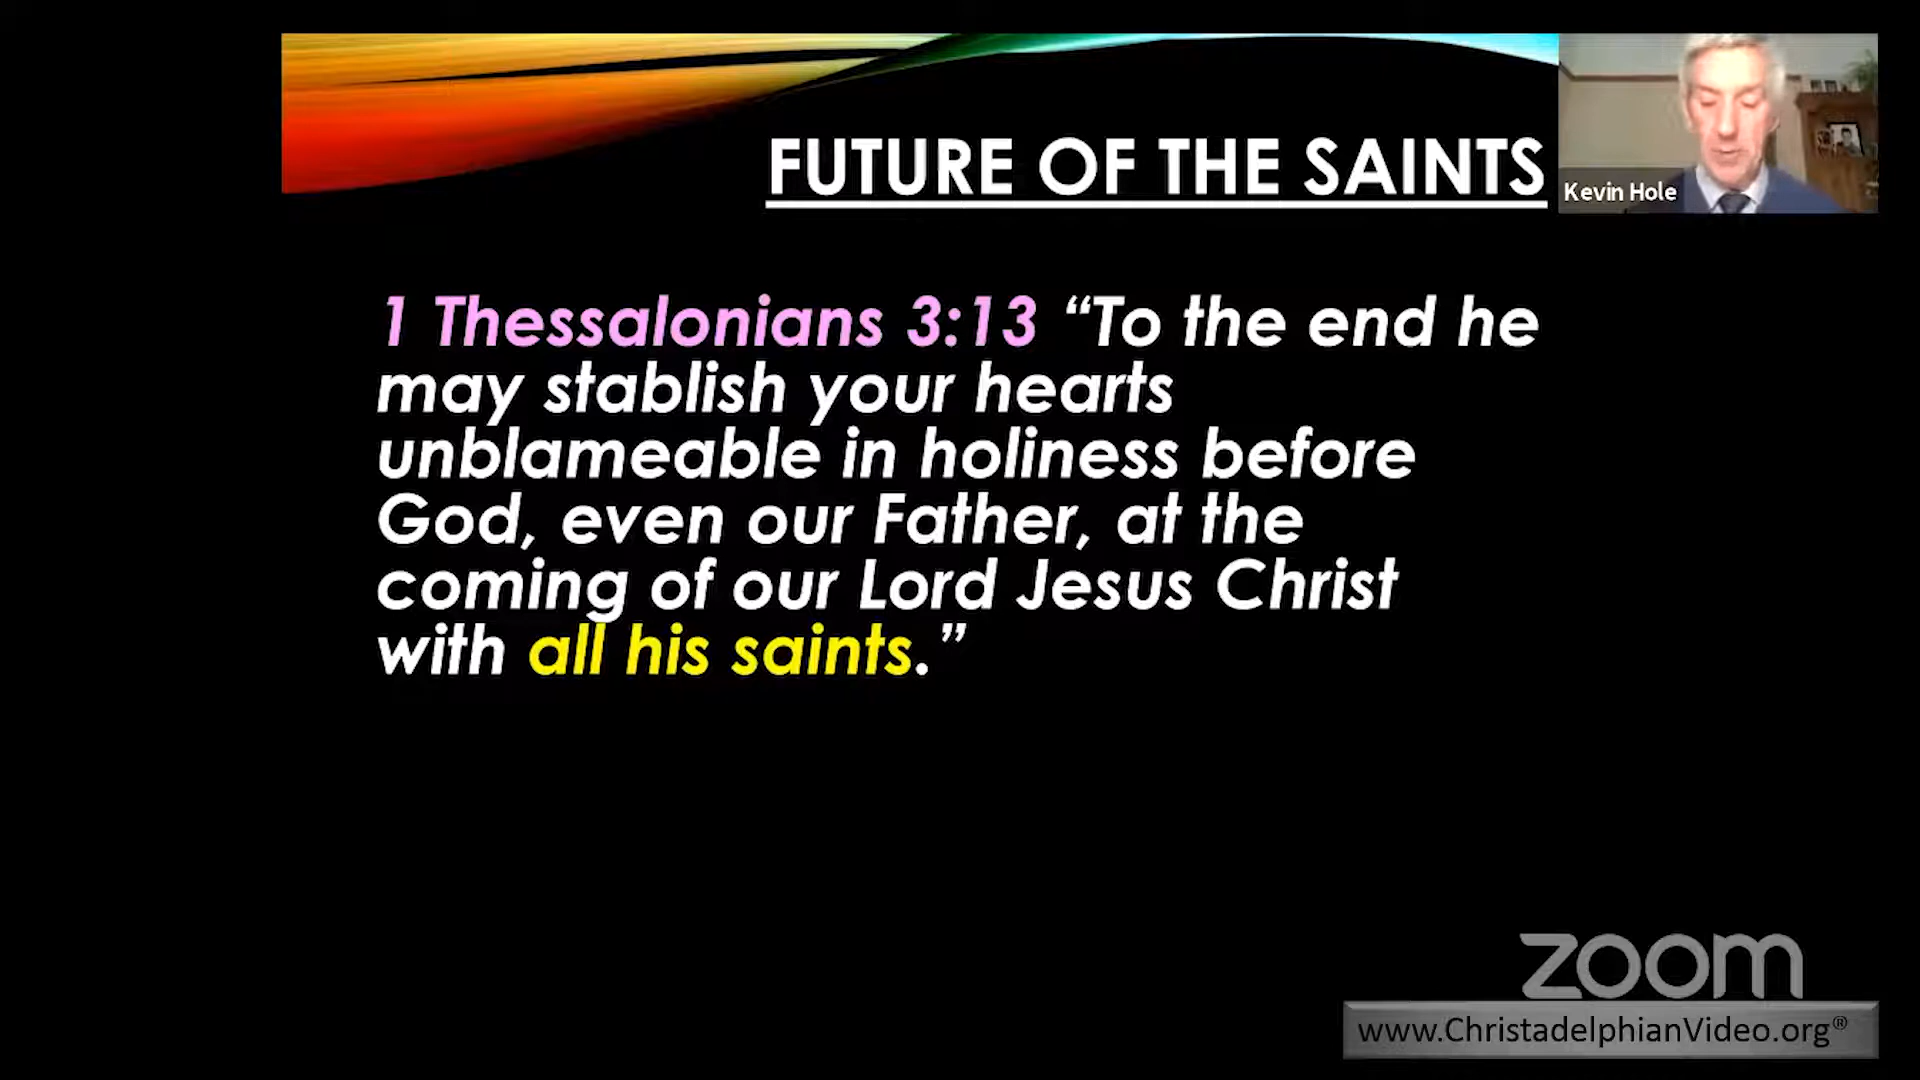 FUTURE OF THE SAINTS
Kevin Hole
1 Thessalonians 3:13 “To the end he
may stablish your hearts
unblameable in holiness before
God, even our Father, at the
coming of our Lord Jesus Christ
with all his saints.”
zoom
www.ChristadelphianVideo.org®